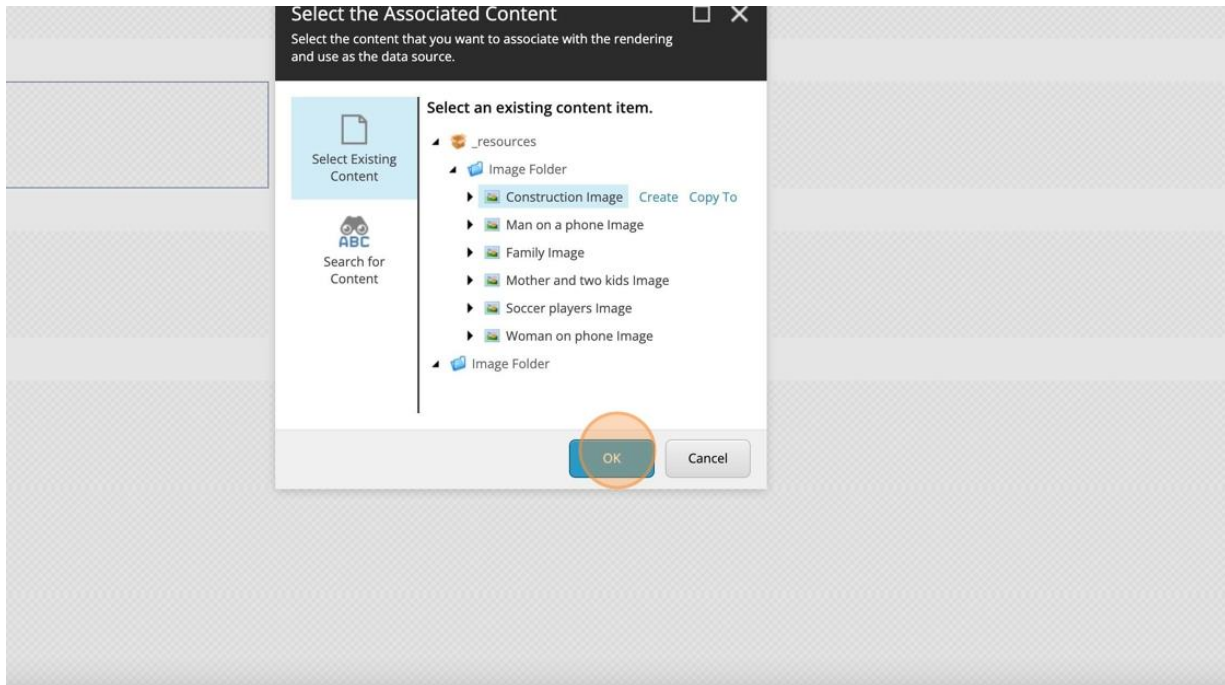 Select the Associated Content
Select the content that you want to associate with the rendering
and use as the data source.
Select Existing
Content
ABC
Search for
Content
Select an existing content item.
_resources
Image Folder
Construction Image Create Copy To
Man on a phone Image
Family Image
Mother and two kids Image
Soccer players Image
Woman on phone Image
Image Folder
OK Cancel